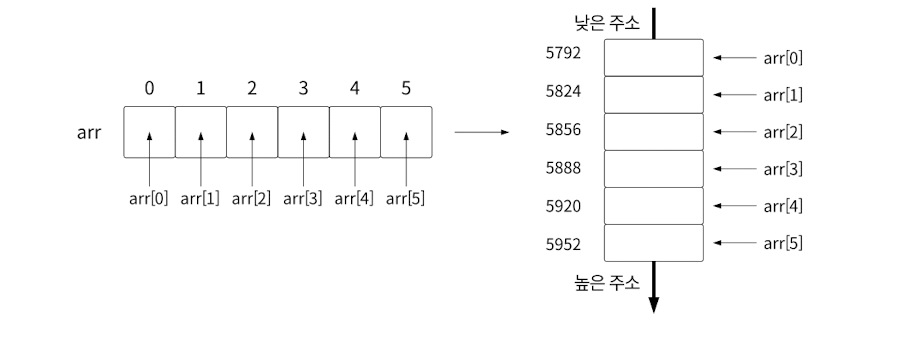 0 1 2 3 4 5
arr
arr[0] arr[1] arr[2] arr[3] arr[4] arr[5]
낮은 주소
5792 arr[0]
5824 arr[1]
5856 arr[2]
5888 arr[3]
5920 arr[4]
5952 arr[5]
높은 주소